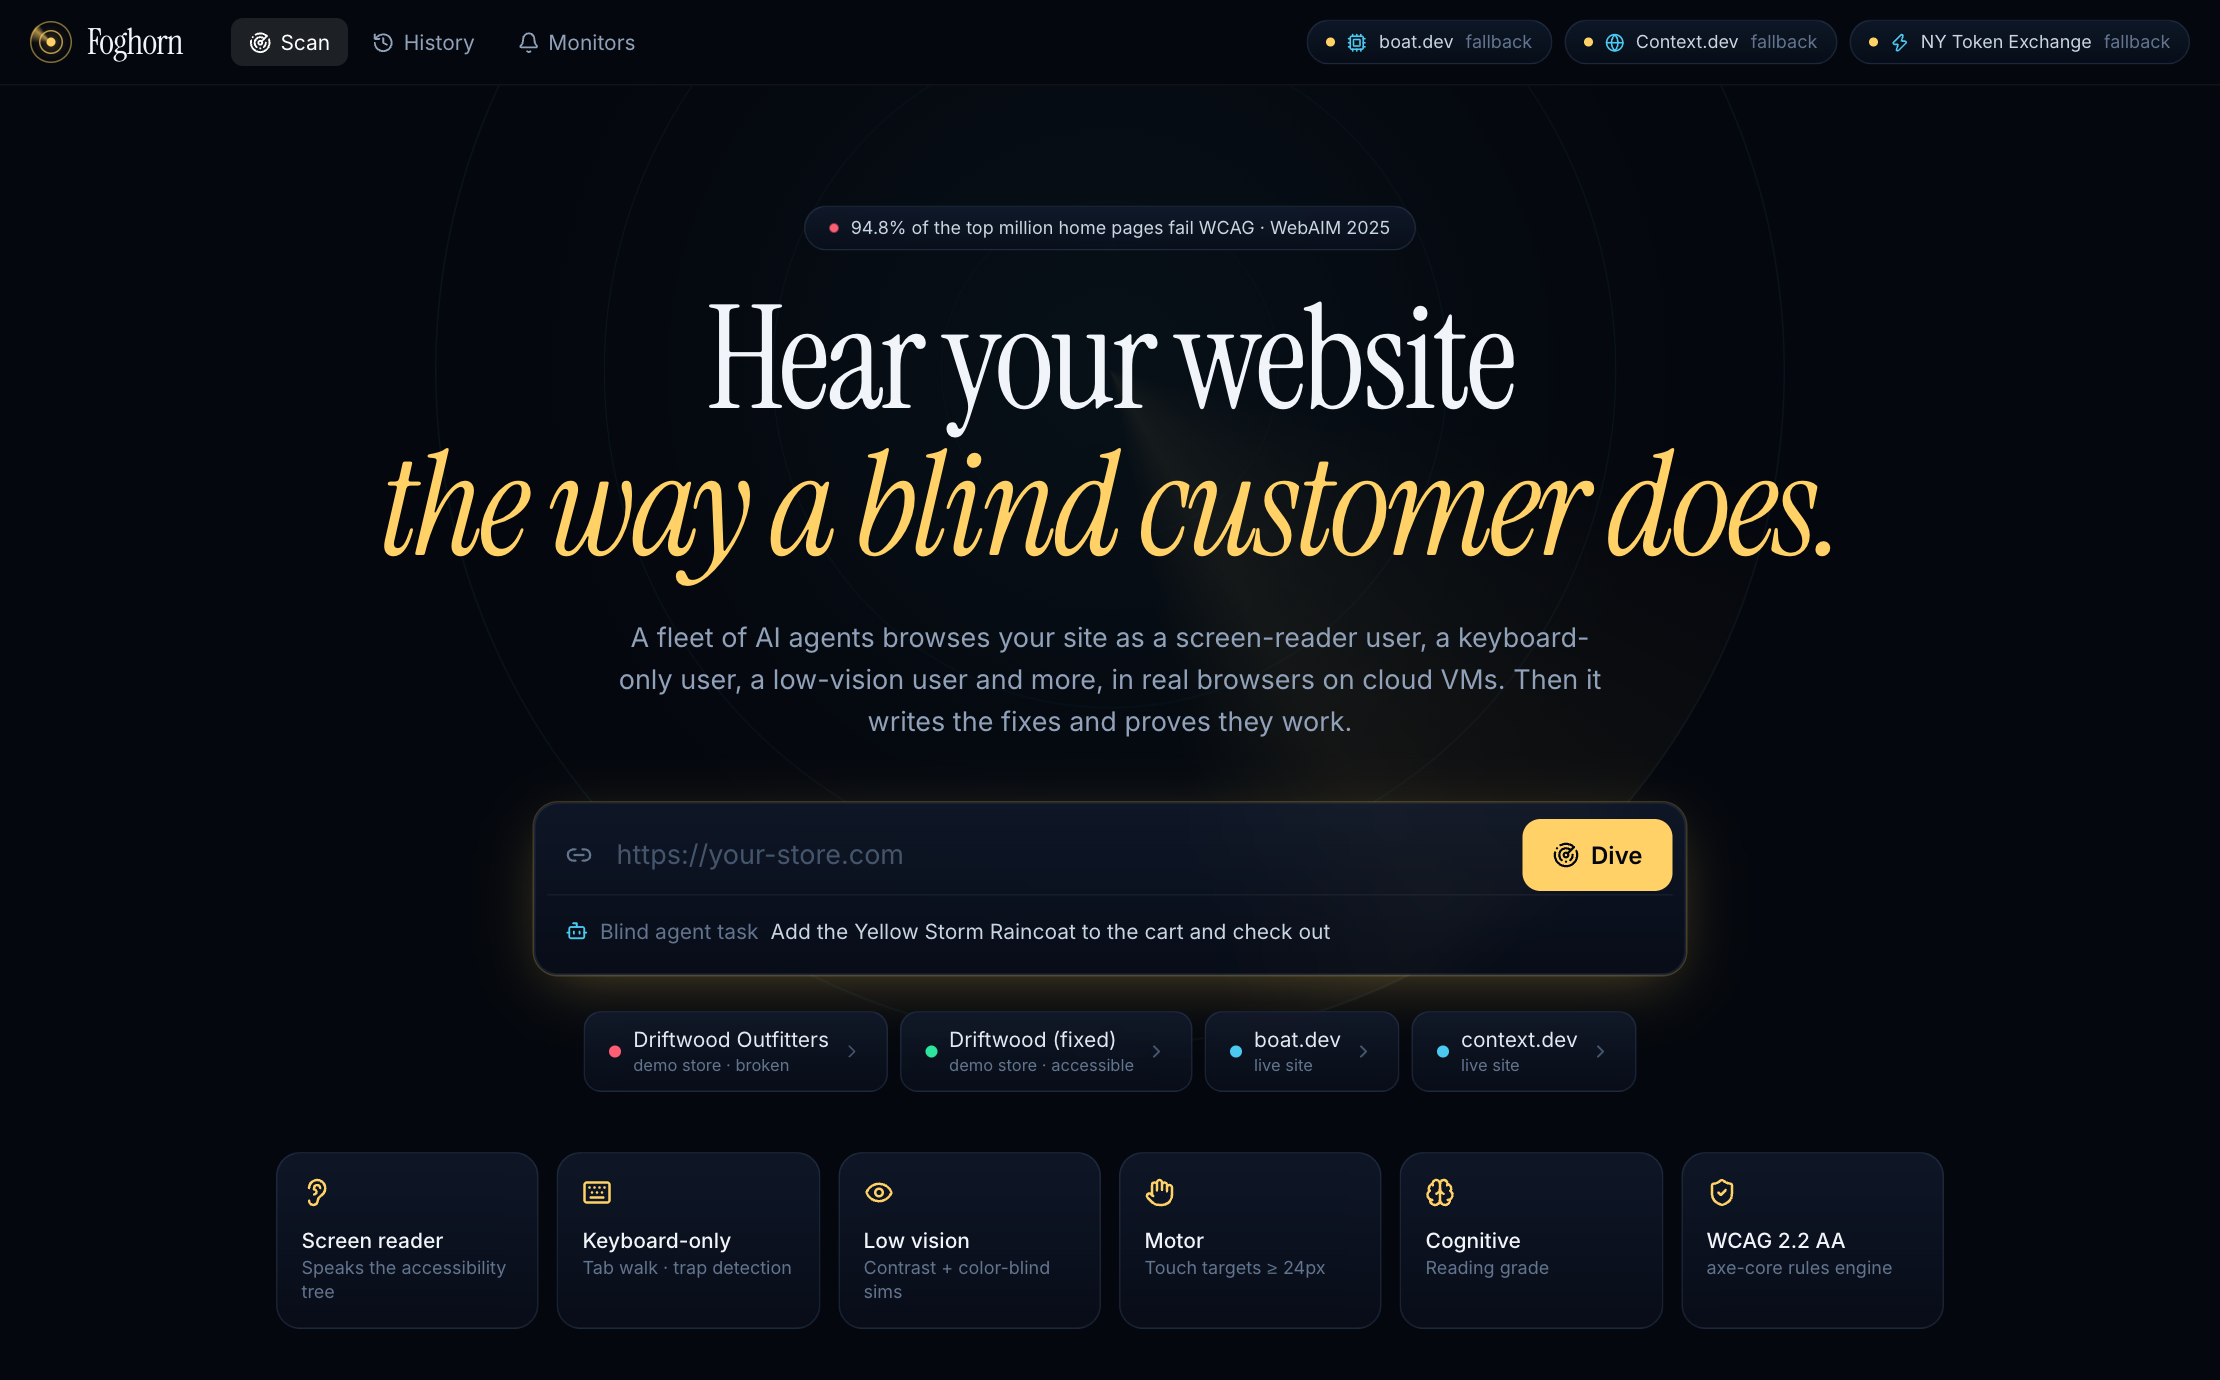 Foghorn
Scan
History
Monitors
boat.dev fallback
Context.dev fallback
NY Token Exchange fallback
94.8% of the top million home pages fail WCAG · WebAIM 2025
Hear your website
the way a blind customer does.
A fleet of AI agents browses your site as a screen-reader user, a keyboard-
only user, a low-vision user and more, in real browsers on cloud VMs. Then it
writes the fixes and proves they work.
https://your-store.com
Dive
Blind agent task Add the Yellow Storm Raincoat to the cart and check out
Driftwood Outfitters
demo store · broken
Driftwood (fixed)
demo store · accessible
boat.dev
live site
context.dev
live site
Screen reader
Speaks the accessibility
tree
Keyboard-only
Tab walk · trap detection
Low vision
Contrast + color-blind
sims
Motor
Touch targets ≥ 24px
Cognitive
Reading grade
WCAG 2.2 AA
axe-core rules engine